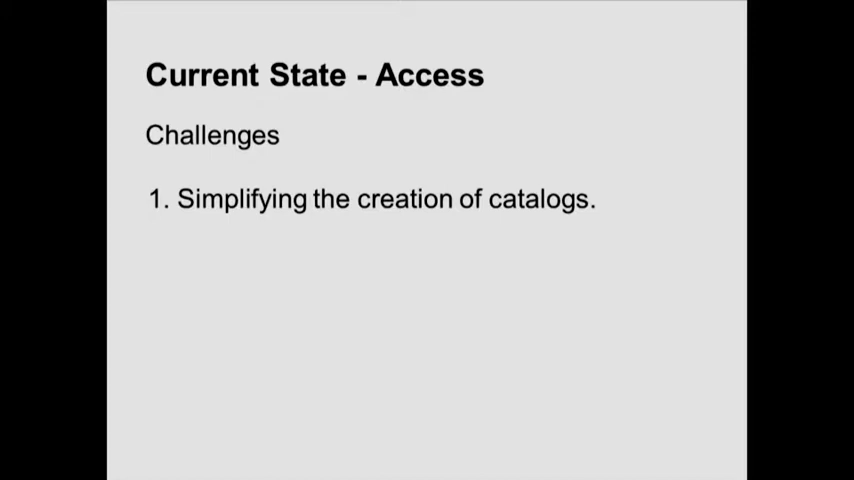 Current State - Access
Challenges
1. Simplifying the creation of catalogs.